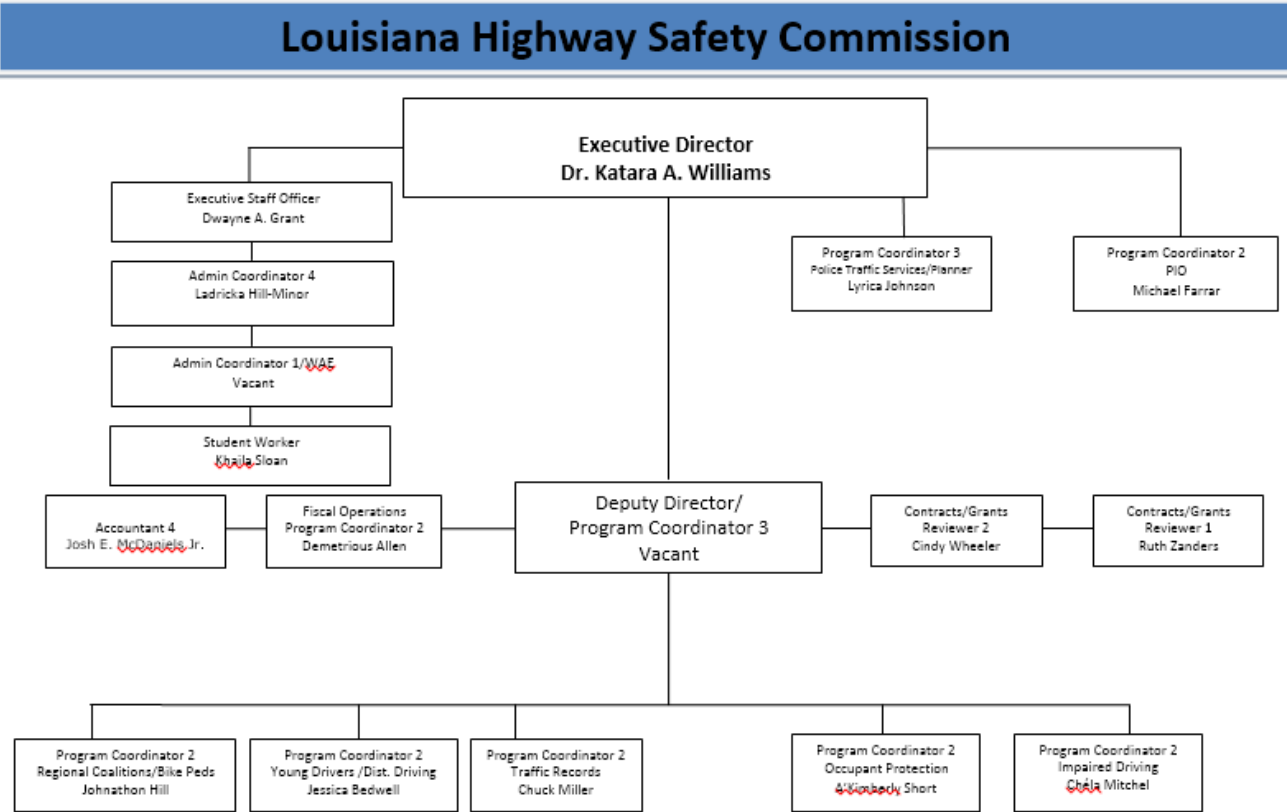 Louisiana Highway Safety Commission
Executive Director
Dr. Katara A. Williams
Executive Staff Officer
Dwayne A. Grant
Admin Coordinator 4
Ladricka Hill-Minor
Admin Coordinator 1/WAE
Vacant
Student Worker
Khaila Sloan
Program Coordinator 3
Police Traffic Services/Planner
Lyrica Johnson
Program Coordinator 2
PIO
Michael Farrar
Accountant 4
Josh E. McDaniels Jr.
Fiscal Operations
Program Coordinator 2
Demetrious Allen
Deputy Director/
Program Coordinator 3
Vacant
Contracts/Grants
Reviewer 2
Cindy Wheeler
Contracts/Grants
Reviewer 1
Ruth Zanders
Program Coordinator 2
Regional Coalitions/Bike Peds
Johnathon Hill
Program Coordinator 2
Young Drivers /Dist. Driving
Jessica Bedwell
Program Coordinator 2
Traffic Records
Chuck Miller
Program Coordinator 2
Occupant Protection
A'Kimberly Short
Program Coordinator 2
Impaired Driving
Chéla Mitchel